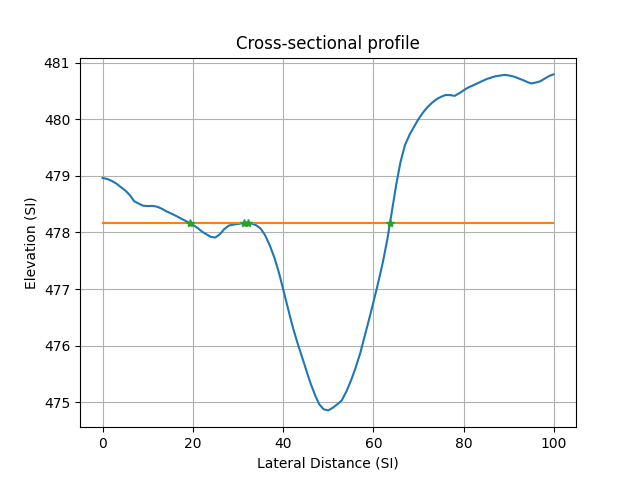 Cross-sectional profile
481
480
479
478
477
476
475
Elevation (SI)
0 20 40 60 80 100
Lateral Distance (SI)